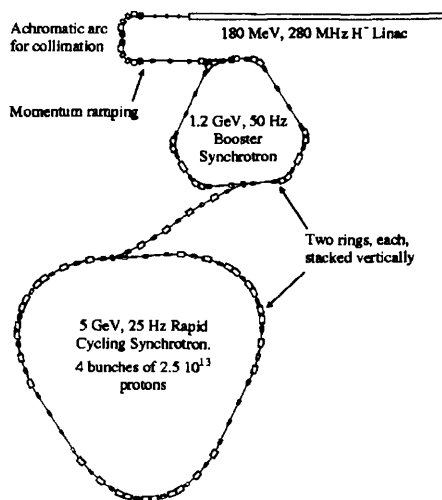 Achromatic arc
for collimation
180 MeV, 280 MHz H⁻ Linac
Momentum ramping
1.2 GeV, 50 Hz
Booster
Synchrotron
Two rings, each,
stacked vertically
5 GeV, 25 Hz Rapid
Cycling Synchrotron.
4 bunches of 2.5 10¹³
protons